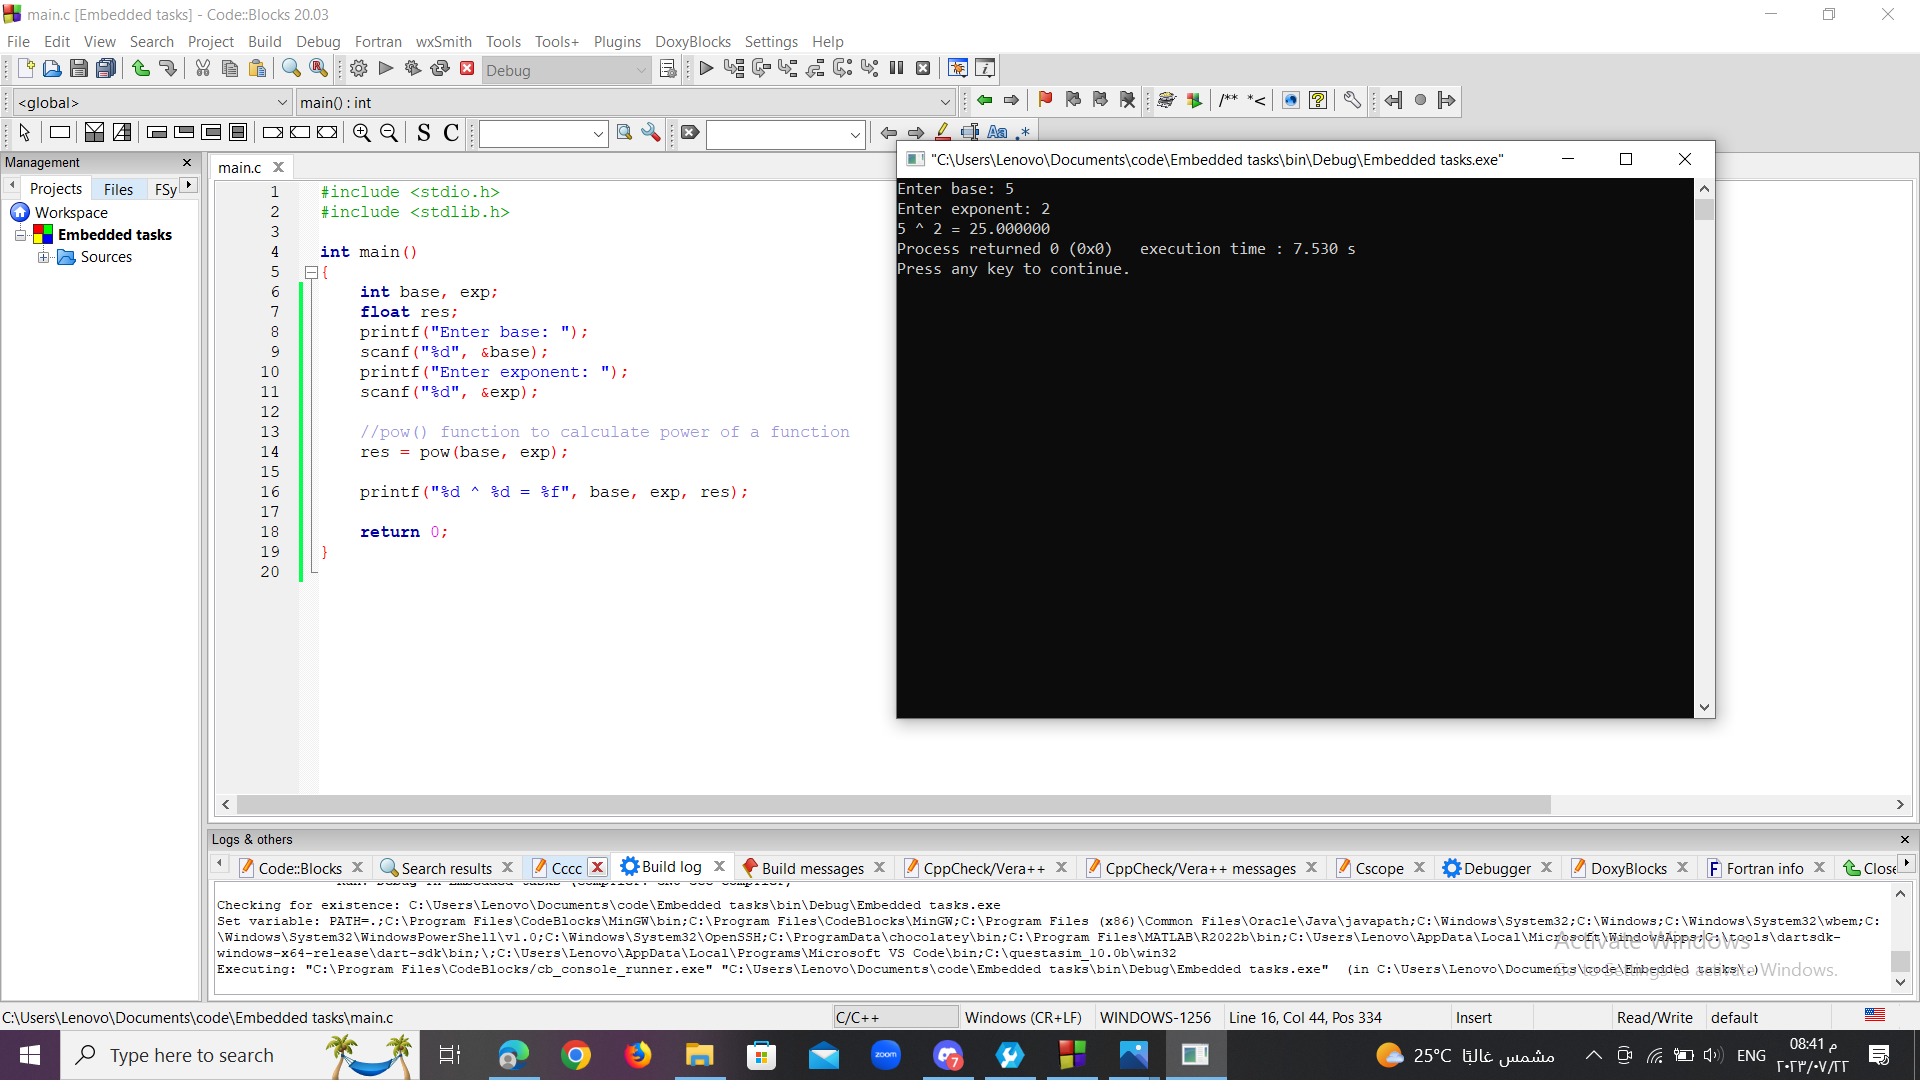 main.c [Embedded tasks] - Code::Blocks 20.03
File Edit View Search Project Build Debug Fortran wxSmith Tools Tools+ Plugins DoxyBlocks Settings Help
Debug
<global> main() : int
/** *<
S C
Aa .*
Management
main.c
Projects Files FSy
Workspace
Embedded tasks
Sources
1 #include <stdio.h>
2 #include <stdlib.h>
3
4 int main()
5 {
6 int base, exp;
7 float res;
8 printf("Enter base: ");
9 scanf("%d", &base);
10 printf("Enter exponent: ");
11 scanf("%d", &exp);
12
13 //pow() function to calculate power of a function
14 res = pow(base, exp);
15
16 printf("%d ^ %d = %f", base, exp, res);
17
18 return 0;
19 }
20
"C:\Users\Lenovo\Documents\code\Embedded tasks\bin\Debug\Embedded tasks.exe"
Enter base: 5
Enter exponent: 2
5 ^ 2 = 25.000000
Process returned 0 (0x0)   execution time : 7.530 s
Press any key to continue.
Logs & others
Code::Blocks Search results Cccc Build log Build messages CppCheck/Vera++ CppCheck/Vera++ messages Cscope Debugger DoxyBlocks Fortran info Close
Checking for existence: C:\Users\Lenovo\Documents\code\Embedded tasks\bin\Debug\Embedded tasks.exe
Set variable: PATH=.;C:\Program Files\CodeBlocks\MinGW\bin;C:\Program Files\CodeBlocks\MinGW;C:\Program Files (x86)\Common Files\Oracle\Java\javapath;C:\Windows\System32;C:\Windows;C:\Windows\System32\wbem;C:
\Windows\System32\WindowsPowerShell\v1.0;C:\Windows\System32\OpenSSH;C:\ProgramData\chocolatey\bin;C:\Program Files\MATLAB\R2022b\bin;C:\Users\Lenovo\AppData\Local\Microsoft\WindowsApps;C:\tools\dartsdk-
windows-x64-release\dart-sdk\bin;\;C:\Users\Lenovo\AppData\Local\Programs\Microsoft VS Code\bin;C:\questasim_10.0b\win32
Executing: "C:\Program Files\CodeBlocks/cb_console_runner.exe" "C:\Users\Lenovo\Documents\code\Embedded tasks\bin\Debug\Embedded tasks.exe"  (in C:\Users\Lenovo\Documents\code\Embedded tasks\.)
Activate Windows
Go to Settings to activate Windows.
C:\Users\Lenovo\Documents\code\Embedded tasks\main.c C/C++ Windows (CR+LF) WINDOWS-1256 Line 16, Col 44, Pos 334 Insert Read/Write default
Type here to search
zoom
7
25°C مشمس غالبًا
ENG
08:41 م
٢٠٢٣/٠٧/٢٢